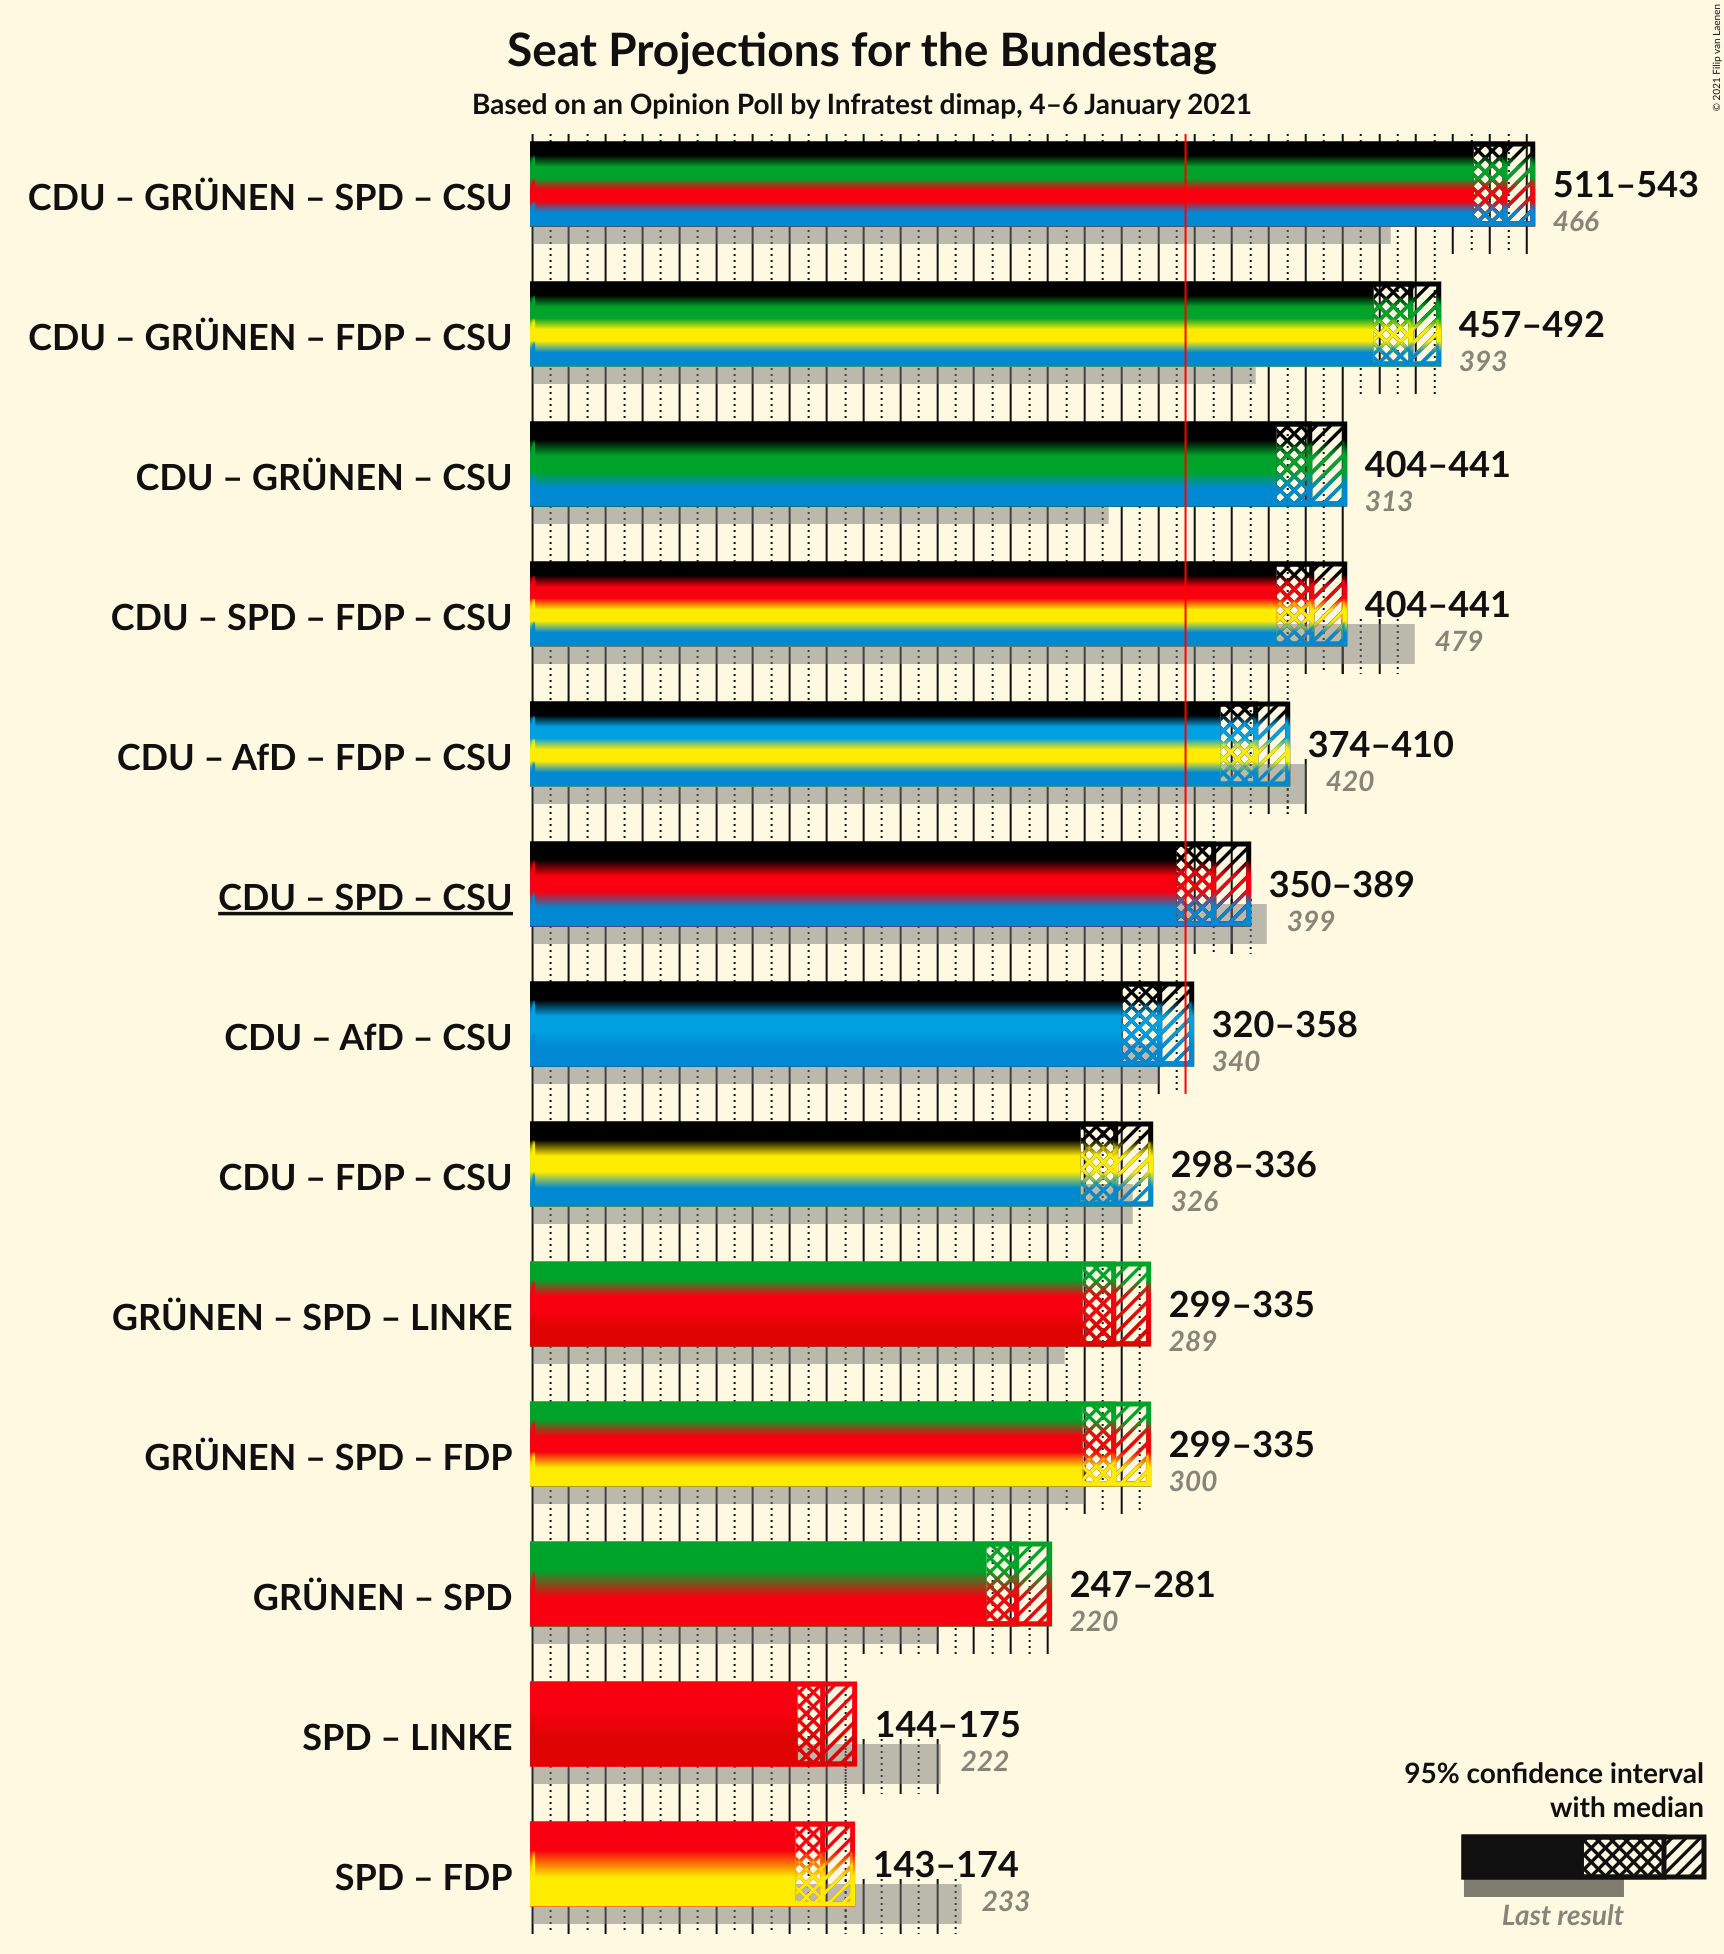 Seat Projections for the Bundestag
Based on an Opinion Poll by Infratest dimap, 4–6 January 2021
© 2021 Filip van Laenen
CDU – GRÜNEN – SPD – CSU
511–543
466
CDU – GRÜNEN – FDP – CSU
457–492
393
CDU – GRÜNEN – CSU
404–441
313
CDU – SPD – FDP – CSU
404–441
479
CDU – AfD – FDP – CSU
374–410
420
CDU – SPD – CSU
350–389
399
CDU – AfD – CSU
320–358
340
CDU – FDP – CSU
298–336
326
GRÜNEN – SPD – LINKE
299–335
289
GRÜNEN – SPD – FDP
299–335
300
GRÜNEN – SPD
247–281
220
SPD – LINKE
144–175
222
SPD – FDP
143–174
233
95% confidence interval
with median
Last result